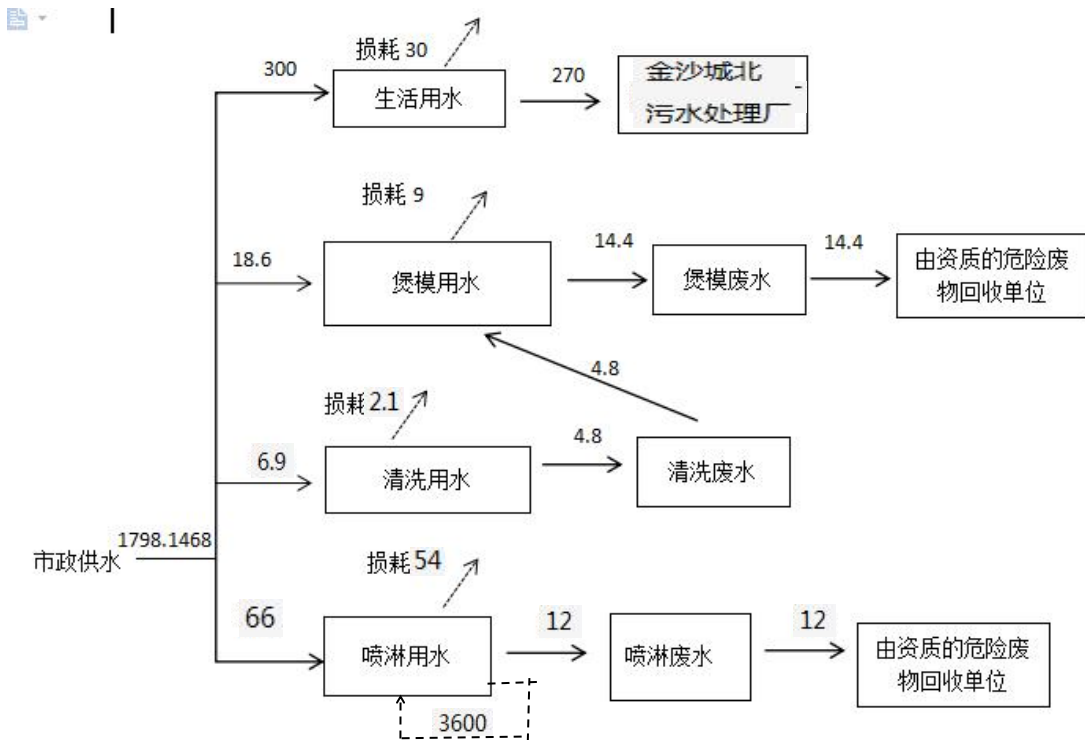 损耗 30
300
生活用水
270
金沙城北
污水处理厂
损耗 9
18.6
煲模用水
14.4
煲模废水
14.4
由资质的危险废
物回收单位
4.8
损耗 2.1
6.9
清洗用水
4.8
清洗废水
市政供水
1798.1468
损耗 54
66
喷淋用水
12
喷淋废水
12
由资质的危险废
物回收单位
3600